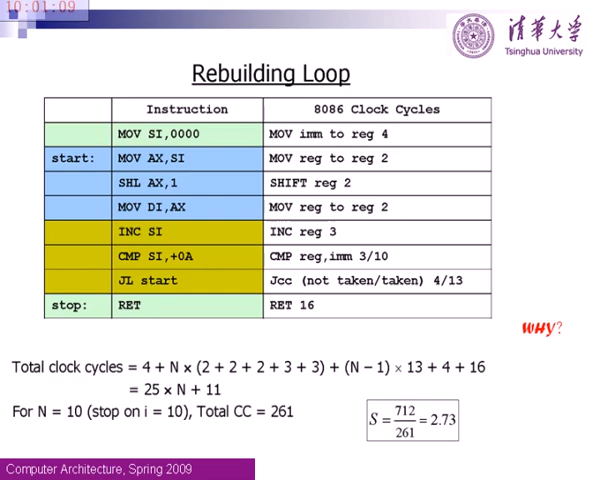 10:01:09
清华大学
Tsinghua University
Rebuilding Loop
Instruction 8086 Clock Cycles
MOV SI,0000 MOV imm to reg 4
start: MOV AX,SI MOV reg to reg 2
SHL AX,1 SHIFT reg 2
MOV DI,AX MOV reg to reg 2
INC SI INC reg 3
CMP SI,+0A CMP reg,imm 3/10
JL start Jcc (not taken/taken) 4/13
stop: RET RET 16
WHY?
Total clock cycles = 4 + N × (2 + 2 + 2 + 3 + 3) + (N – 1) × 13 + 4 + 16
= 25 × N + 11
For N = 10 (stop on i = 10), Total CC = 261
S = 712/261 = 2.73
Computer Architecture, Spring 2009